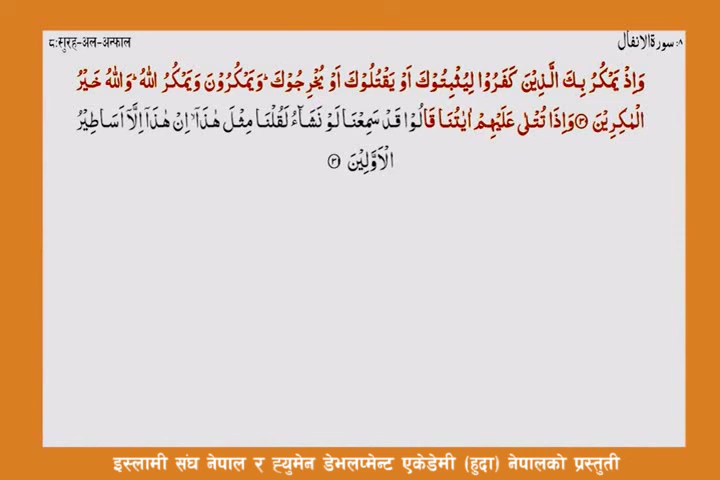 ८:सुरह-अल-अन्फाल
٨: سورة الانفال
وَاِذْ يَمْكُرُ بِكَ الَّذِيْنَ كَفَرُوْا لِيُثْبِتُوْكَ اَوْ يَقْتُلُوْكَ اَوْ يُخْرِجُوْكَ ؕ وَيَمْكُرُوْنَ وَيَمْكُرُ اللّٰهُ ؕ وَاللّٰهُ خَيْرُ
الْمٰكِرِيْنَ ۝ وَاِذَا تُتْلٰى عَلَيْهِمْ اٰيٰتُنَا قَالُوْا قَدْ سَمِعْنَا لَوْ نَشَآءُ لَقُلْنَا مِثْلَ هٰذَاۤ ۙ اِنْ هٰذَاۤ اِلَّاۤ اَسَاطِيْرُ
الْاَوَّلِيْنَ ۝
इस्लामी संघ नेपाल र ह्युमेन डेभलप्मेन्ट एकेडेमी (हुदा) नेपालको प्रस्तुती